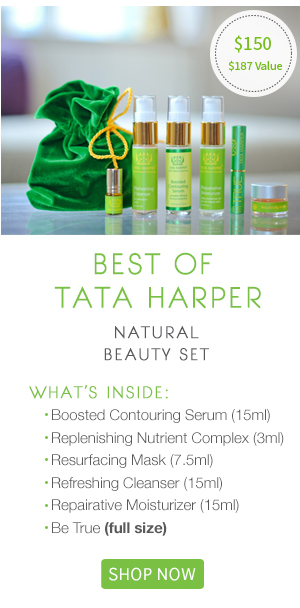 $150
$187 Value
BEST OF
TATA HARPER
NATURAL
BEAUTY SET
WHAT'S INSIDE:
• Boosted Contouring Serum (15ml)
• Replenishing Nutrient Complex (3ml)
• Resurfacing Mask (7.5ml)
• Refreshing Cleanser (15ml)
• Repairative Moisturizer (15ml)
• Be True (full size)
SHOP NOW